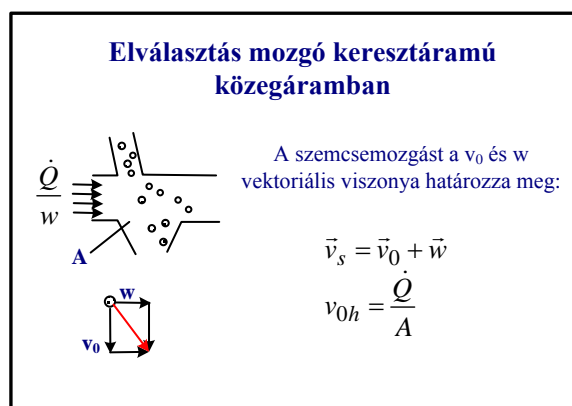 Elválasztás mozgó keresztáramú
közegáramban
A szemcsemozgást a v₀ és w
vektoriális viszonya határozza meg:
Q̇
w
A
w
v₀
v⃗ₛ = v⃗₀ + w⃗
v₀ₕ = Q̇ / A